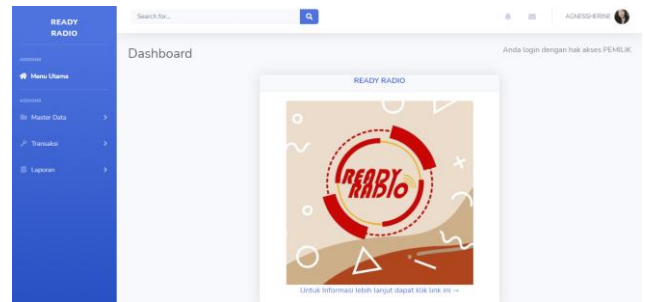 READY
RADIO
Search for...
AGNESSHERINE
Menu Utama
Master Data
Transaksi
Laporan
Dashboard
Anda login dengan hak akses PEMILIK
READY RADIO
READY
RADIO
Untuk Informasi lebih lanjut dapat klik link ini →